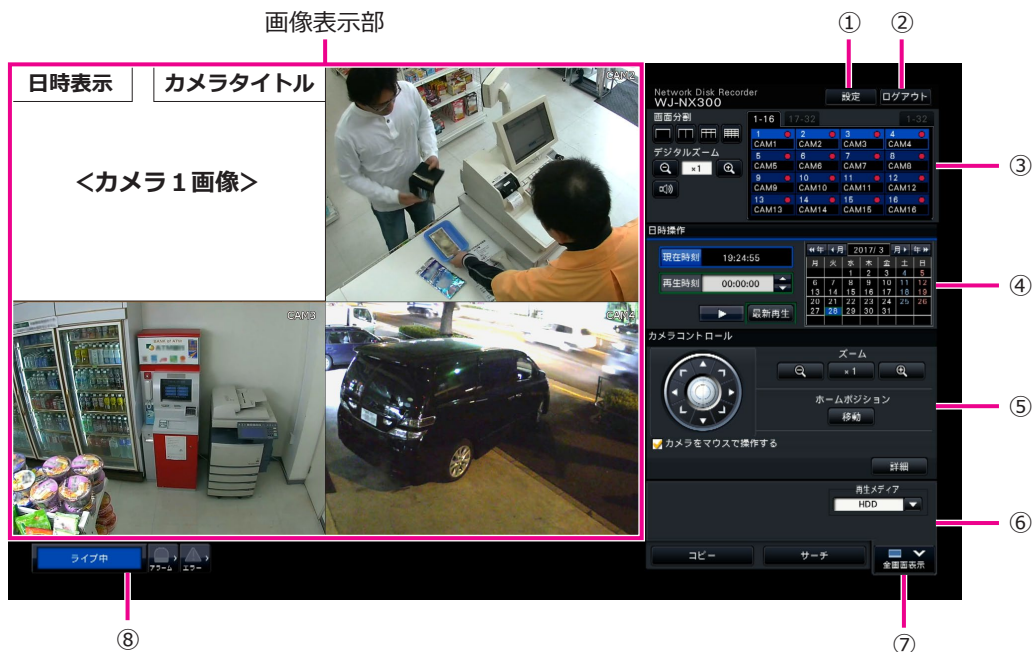 画像表示部
①
②
日時表示
カメラタイトル
<カメラ１画像>
CAM2
CAM3
CAM4
Network Disk Recorder
WJ-NX300
設定
ログアウト
画面分割
1-16
17-32
1-32
1 2 3 4
CAM1 CAM2 CAM3 CAM4
5 6 7 8
CAM5 CAM6 CAM7 CAM8
9 10 11 12
CAM9 CAM10 CAM11 CAM12
13 14 15 16
CAM13 CAM14 CAM15 CAM16
デジタルズーム
×1
③
日時操作
現在時刻 19:24:55
再生時刻 00:00:00
最新再生
年 月 2017/ 3 月 年
月 火 水 木 金 土 日
1 2 3 4 5
6 7 8 9 10 11 12
13 14 15 16 17 18 19
20 21 22 23 24 25 26
27 28 29 30 31
④
カメラコントロール
ズーム
×1
ホームポジション
移動
カメラをマウスで操作する
詳細
⑤
再生メディア
HDD
⑥
コピー
サーチ
全画面表示
⑦
ライブ中
アラーム
エラー
⑧